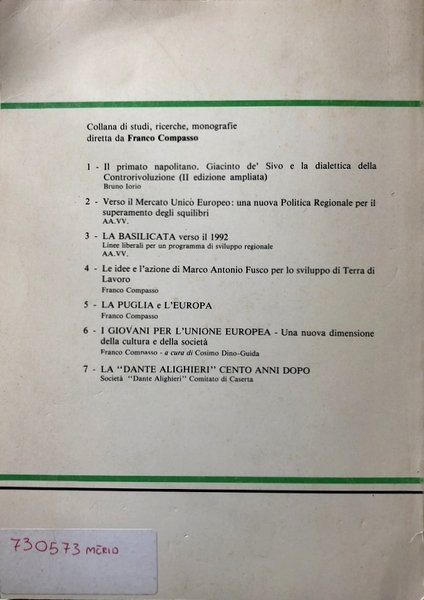 Collana di studi, ricerche, monografie
diretta da Franco Compasso
1 - Il primato napolitano. Giacinto de' Sivo e la dialettica della
Controrivoluzione (II edizione ampliata)
Bruno Iorio
2 - Verso il Mercato Unico Europeo: una nuova Politica Regionale per il
superamento degli squilibri
AA.VV.
3 - LA BASILICATA verso il 1992
Linee liberali per un programma di sviluppo regionale
AA.VV.
4 - Le idee e l'azione di Marco Antonio Fusco per lo sviluppo di Terra di
Lavoro
Franco Compasso
5 - LA PUGLIA e L'EUROPA
Franco Compasso
6 - I GIOVANI PER L'UNIONE EUROPEA - Una nuova dimensione
della cultura e della società
Franco Compasso - a cura di Cosimo Dino-Guida
7 - LA "DANTE ALIGHIERI" CENTO ANNI DOPO
Società "Dante Alighieri" Comitato di Caserta
730573 MERIO